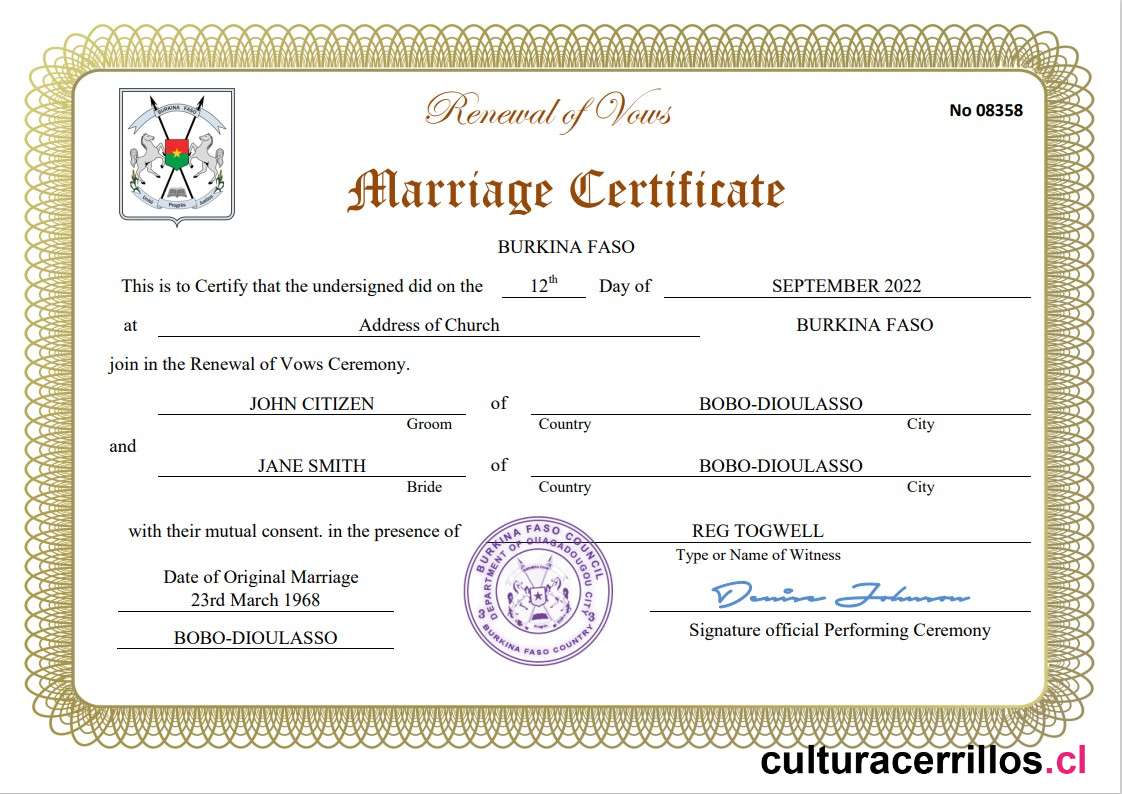 BURKINA FASO
Unité Progrès Justice
Renewal of Vows
No 08358
Marriage Certificate
BURKINA FASO
This is to Certify that the undersigned did on the 12th Day of SEPTEMBER 2022
at Address of Church BURKINA FASO
join in the Renewal of Vows Ceremony.
JOHN CITIZEN of BOBO-DIOULASSO
Groom Country City
and
JANE SMITH of BOBO-DIOULASSO
Bride Country City
with their mutual consent. in the presence of REG TOGWELL
Type or Name of Witness
Date of Original Marriage
23rd March 1968
BOBO-DIOULASSO
BURKINA FASO COUNCIL
DEPARTMENT OF OUAGADOUGOU CITY
3 3
BURKINA FASO COUNTRY
Denise Johnson
Signature official Performing Ceremony
culturacerrillos.cl